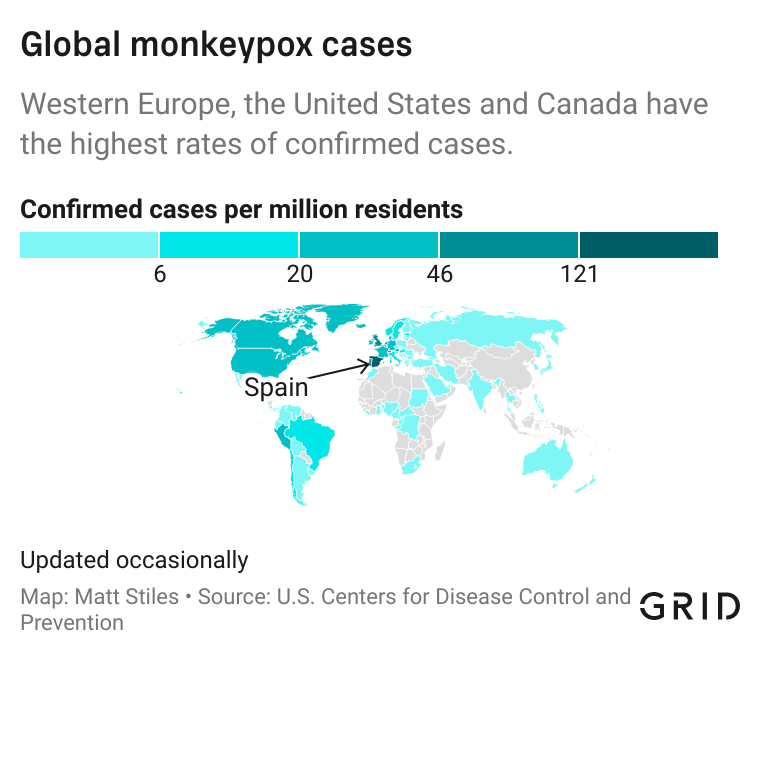 Global monkeypox cases
Western Europe, the United States and Canada have
the highest rates of confirmed cases.
Confirmed cases per million residents
6 20 46 121
Spain
Updated occasionally
Map: Matt Stiles • Source: U.S. Centers for Disease Control and
Prevention
GRID